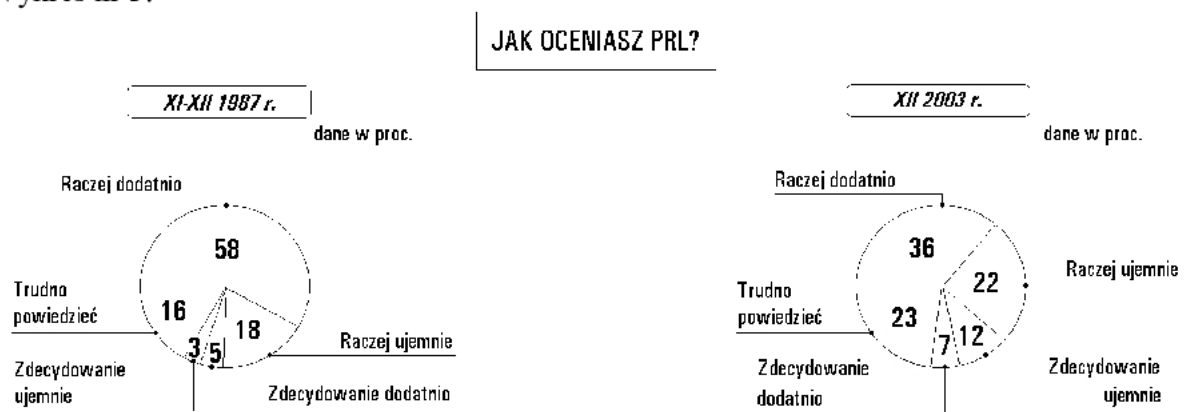 JAK OCENIASZ PRL?
XI-XII 1987 r.
dane w proc.
Raczej dodatnio
58
Trudno
powiedzieć
16
3
5
18
Raczej ujemnie
Zdecydowanie
ujemnie
Zdecydowanie dodatnio
XII 2003 r.
dane w proc.
Raczej dodatnio
36
22
Raczej ujemnie
Trudno
powiedzieć
23
7
12
Zdecydowanie
dodatnio
Zdecydowanie
ujemnie